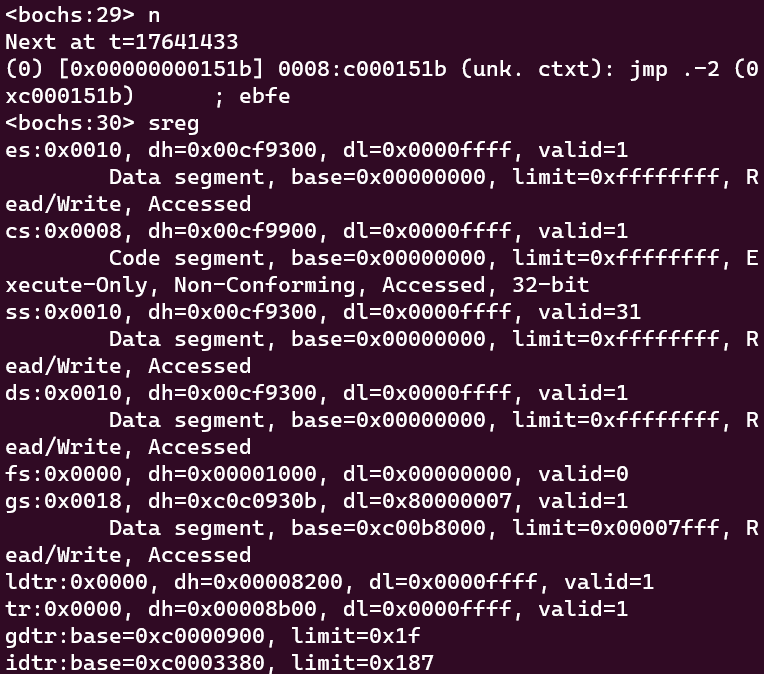 <bochs:29> n
Next at t=17641433
(0) [0x00000000151b] 0008:c000151b (unk. ctxt): jmp .-2 (0
xc000151b)      ; ebfe
<bochs:30> sreg
es:0x0010, dh=0x00cf9300, dl=0x0000ffff, valid=1
        Data segment, base=0x00000000, limit=0xffffffff, R
ead/Write, Accessed
cs:0x0008, dh=0x00cf9900, dl=0x0000ffff, valid=1
        Code segment, base=0x00000000, limit=0xffffffff, E
xecute-Only, Non-Conforming, Accessed, 32-bit
ss:0x0010, dh=0x00cf9300, dl=0x0000ffff, valid=31
        Data segment, base=0x00000000, limit=0xffffffff, R
ead/Write, Accessed
ds:0x0010, dh=0x00cf9300, dl=0x0000ffff, valid=1
        Data segment, base=0x00000000, limit=0xffffffff, R
ead/Write, Accessed
fs:0x0000, dh=0x00001000, dl=0x00000000, valid=0
gs:0x0018, dh=0xc0c0930b, dl=0x80000007, valid=1
        Data segment, base=0xc00b8000, limit=0x00007fff, R
ead/Write, Accessed
ldtr:0x0000, dh=0x00008200, dl=0x0000ffff, valid=1
tr:0x0000, dh=0x00008b00, dl=0x0000ffff, valid=1
gdtr:base=0xc0000900, limit=0x1f
idtr:base=0xc0003380, limit=0x187